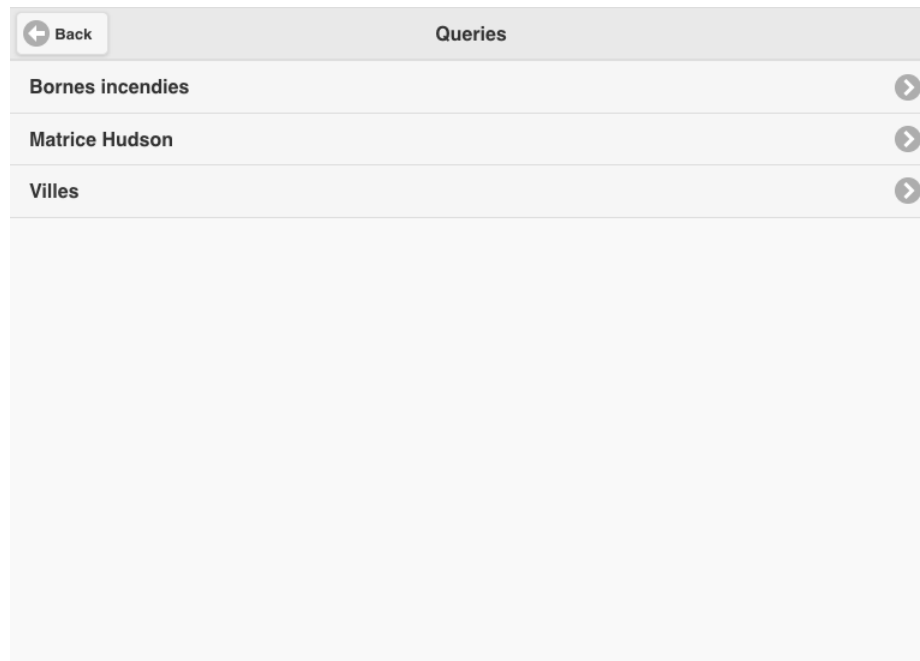 Back
Queries
Bornes incendies
Matrice Hudson
Villes